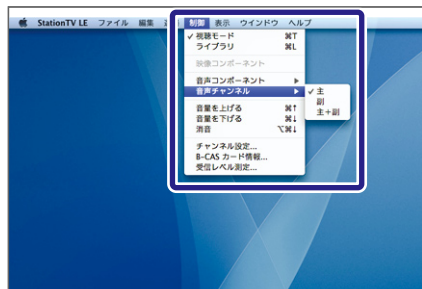 StationTV LE ファイル 編集 制御 表示 ウインドウ ヘルプ
✓ 視聴モード ⌘T
ライブラリ ⌘L
映像コンポーネント
音声コンポーネント ▶
音声チャンネル ▶
✓ 主
副
主+副
音量を上げる ⌘↑
音量を下げる ⌘↓
消音 ⌥⌘↓
チャンネル設定...
B-CAS カード情報...
受信レベル測定...